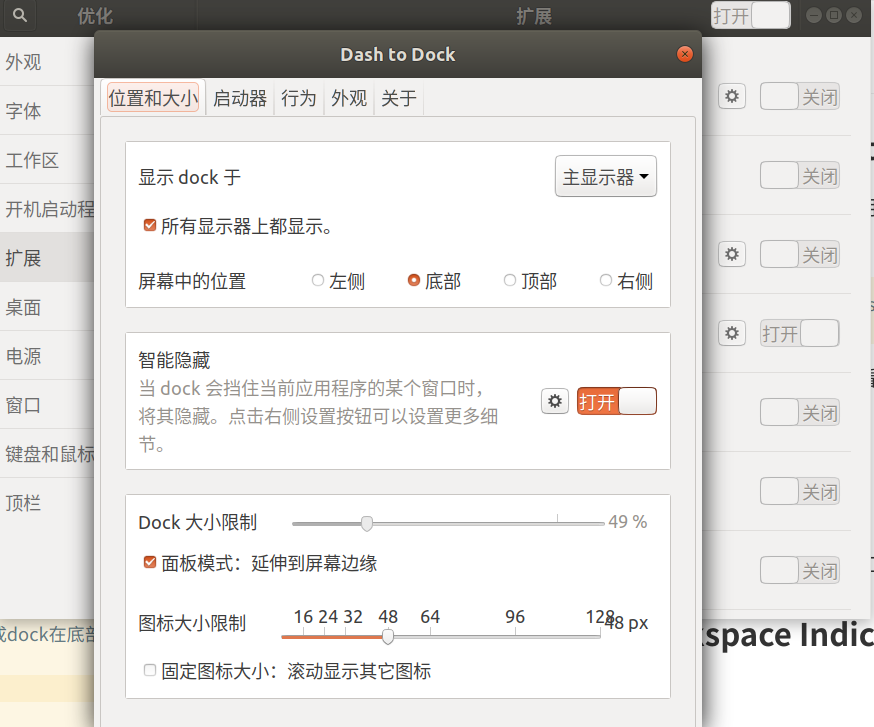 优化
扩展
打开
Dash to Dock
外观
字体
工作区
开机启动程
扩展
桌面
电源
窗口
键盘和鼠标
顶栏
位置和大小 启动器 行为 外观 关于
显示 dock 于
主显示器
所有显示器上都显示。
屏幕中的位置 左侧 底部 顶部 右侧
智能隐藏
当 dock 会挡住当前应用程序的某个窗口时，
将其隐藏。点击右侧设置按钮可以设置更多细
节。
打开
Dock 大小限制 49 %
面板模式：延伸到屏幕边缘
16 24 32 48 64 96 128
图标大小限制 48 px
固定图标大小：滚动显示其它图标
关闭
关闭
关闭
打开
关闭
关闭
关闭
dock在底部
space Indic